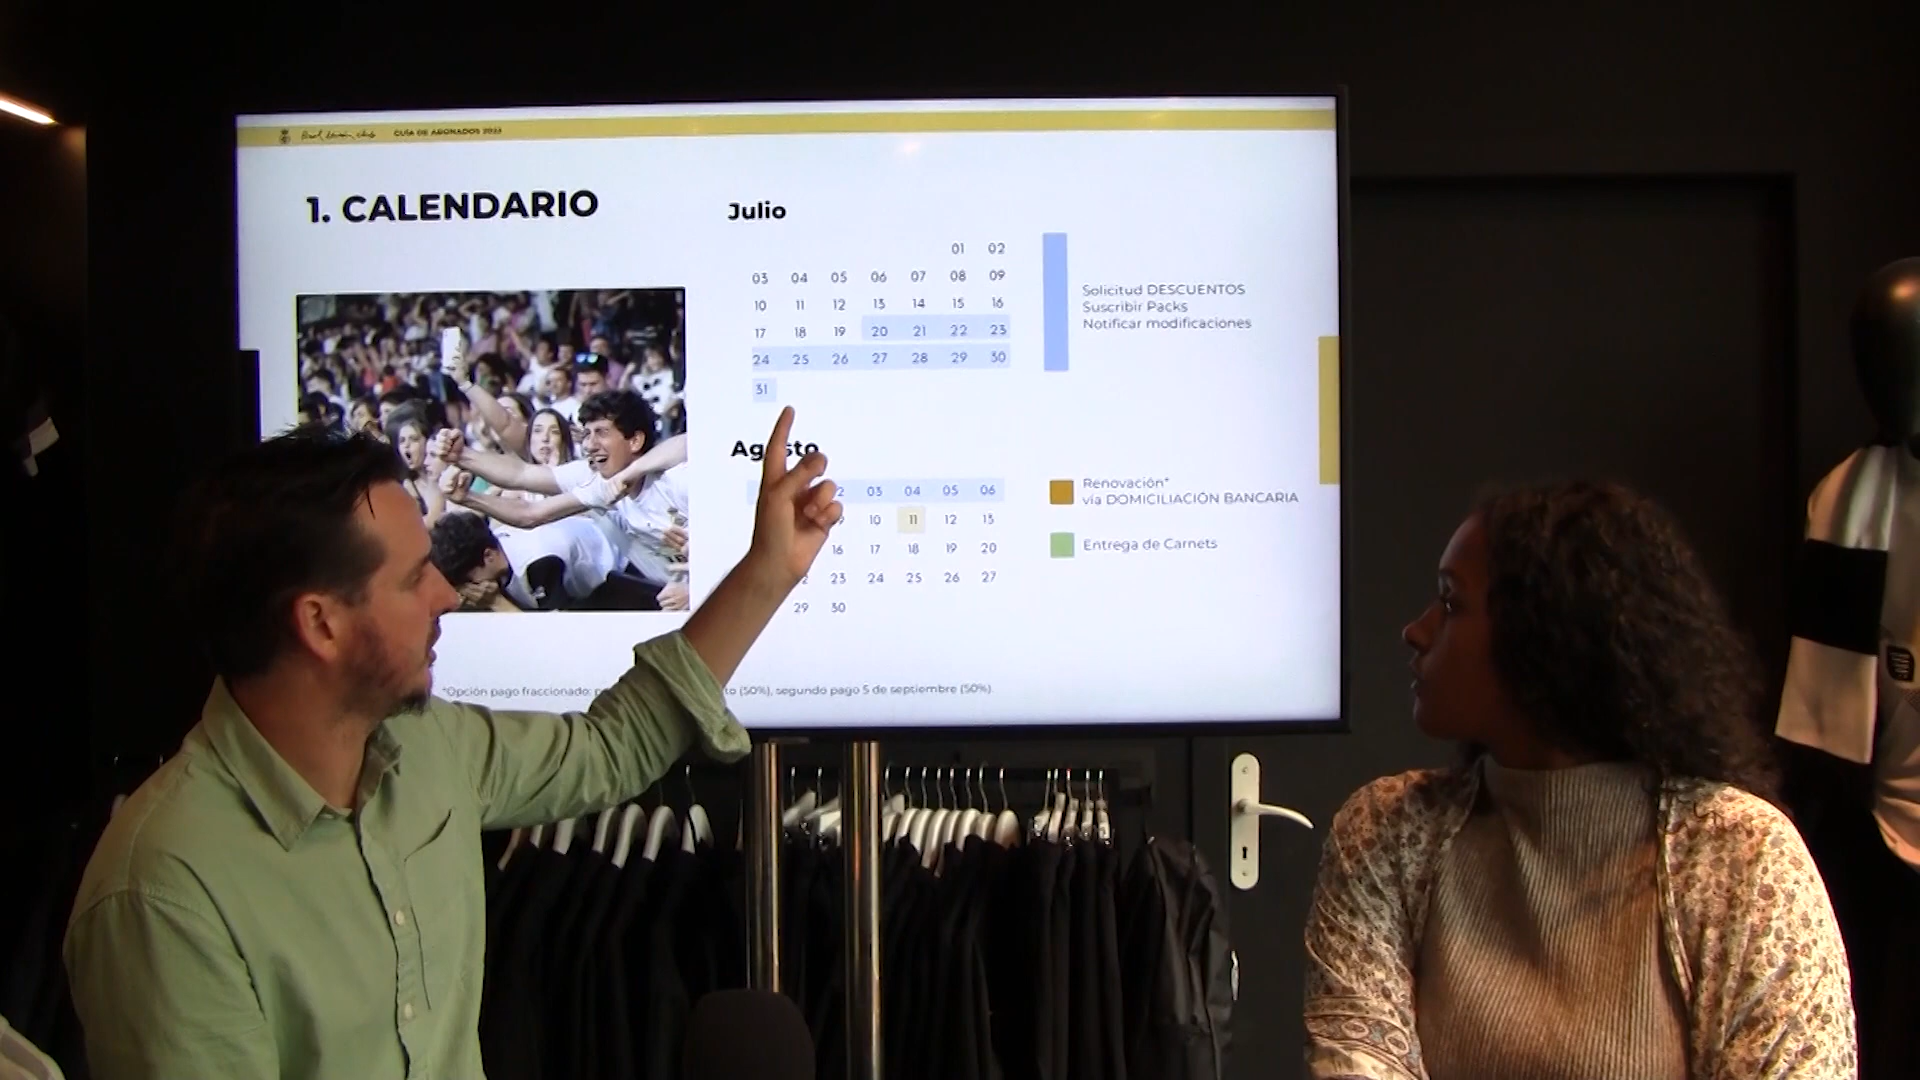 GUÍA DE ABONADOS 2023
1. CALENDARIO
Julio
01 02
03 04 05 06 07 08 09
10 11 12 13 14 15 16
17 18 19 20 21 22 23
24 25 26 27 28 29 30
31
Solicitud DESCUENTOS
Suscribir Packs
Notificar modificaciones
Agosto
2 03 04 05 06
9 10 11 12 13
16 17 18 19 20
2 23 24 25 26 27
29 30
Renovación*
vía DOMICILIACIÓN BANCARIA
Entrega de Carnets
*Opción pago fraccionado: (50%), segundo pago 5 de septiembre (50%).